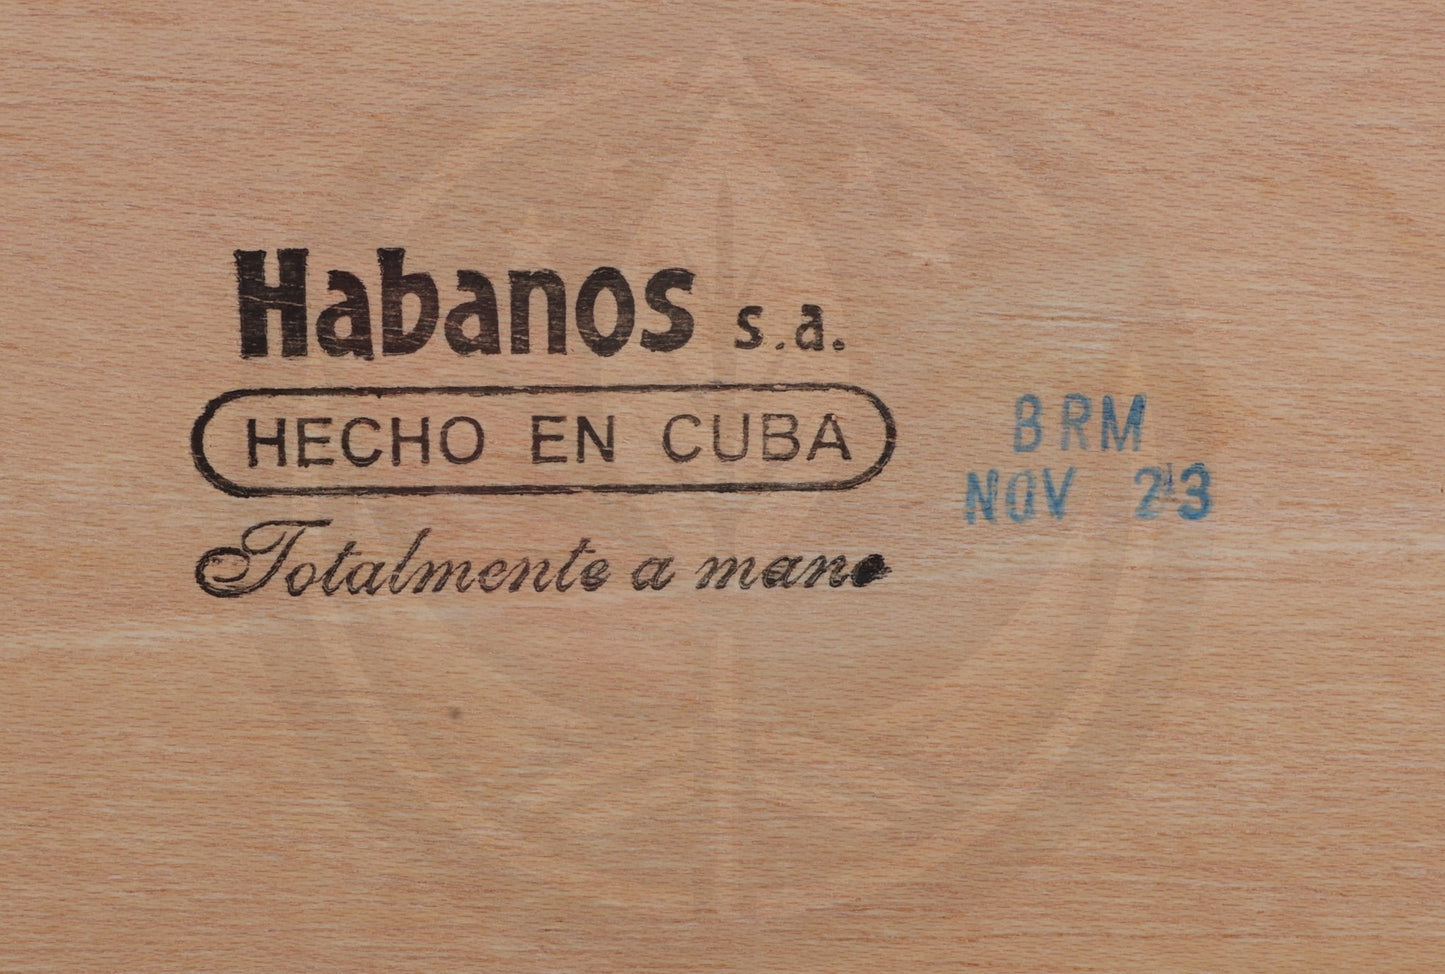 Habanos s.a.
HECHO EN CUBA
Totalmente a mano
BRM
NOV 23